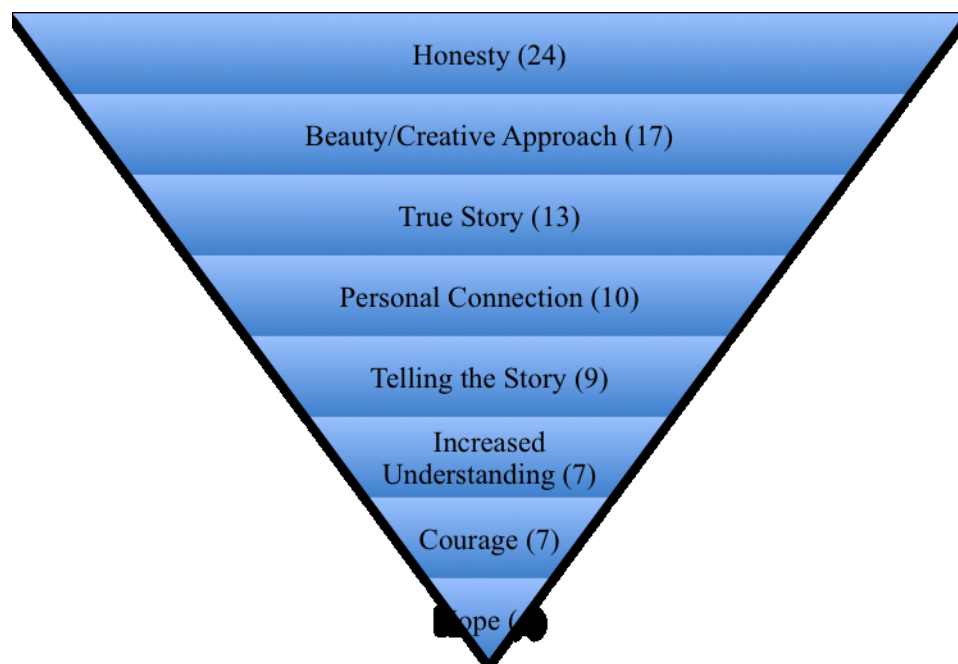 Honesty (24)
Beauty/Creative Approach (17)
True Story (13)
Personal Connection (10)
Telling the Story (9)
Increased
Understanding (7)
Courage (7)